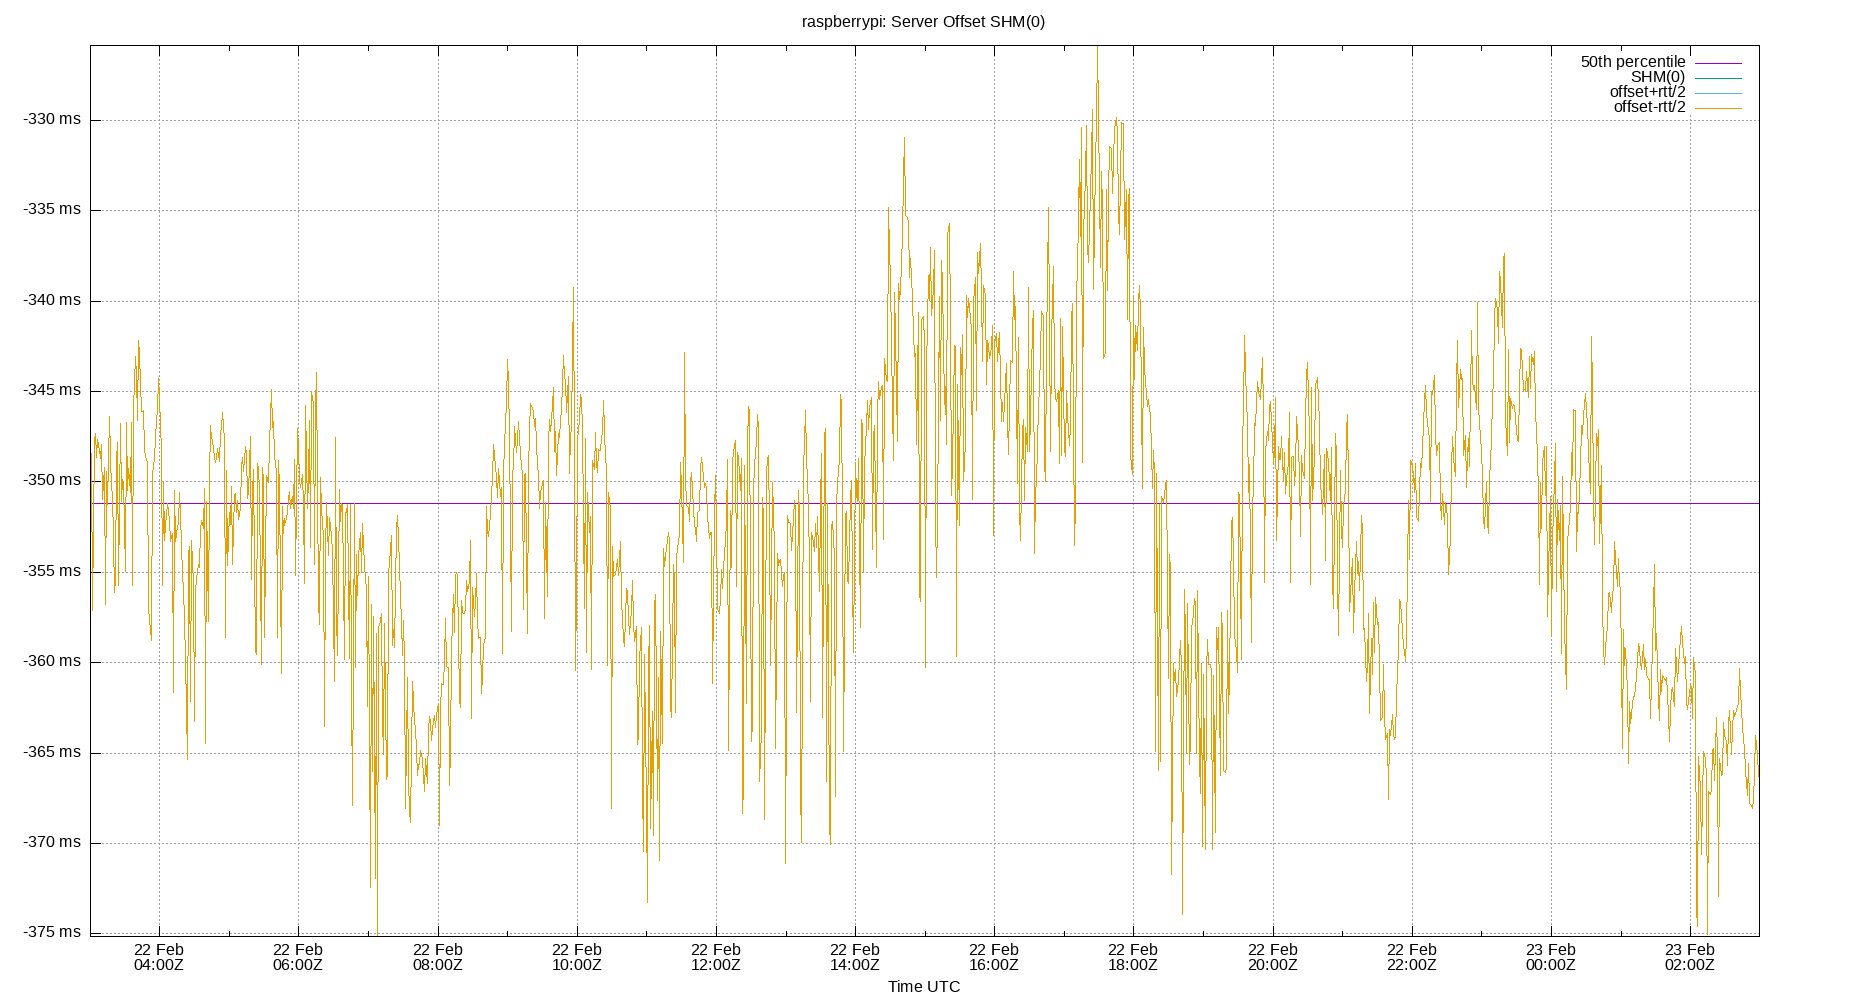 raspberrypi: Server Offset SHM(0)
50th percentile
SHM(0)
offset+rtt/2
offset-rtt/2
-330 ms
-335 ms
-340 ms
-345 ms
-350 ms
-355 ms
-360 ms
-365 ms
-370 ms
-375 ms
22 Feb 22 Feb 22 Feb 22 Feb 22 Feb 22 Feb 22 Feb 22 Feb 22 Feb 22 Feb 23 Feb 23 Feb
04:00Z 06:00Z 08:00Z 10:00Z 12:00Z 14:00Z 16:00Z 18:00Z 20:00Z 22:00Z 00:00Z 02:00Z
Time UTC